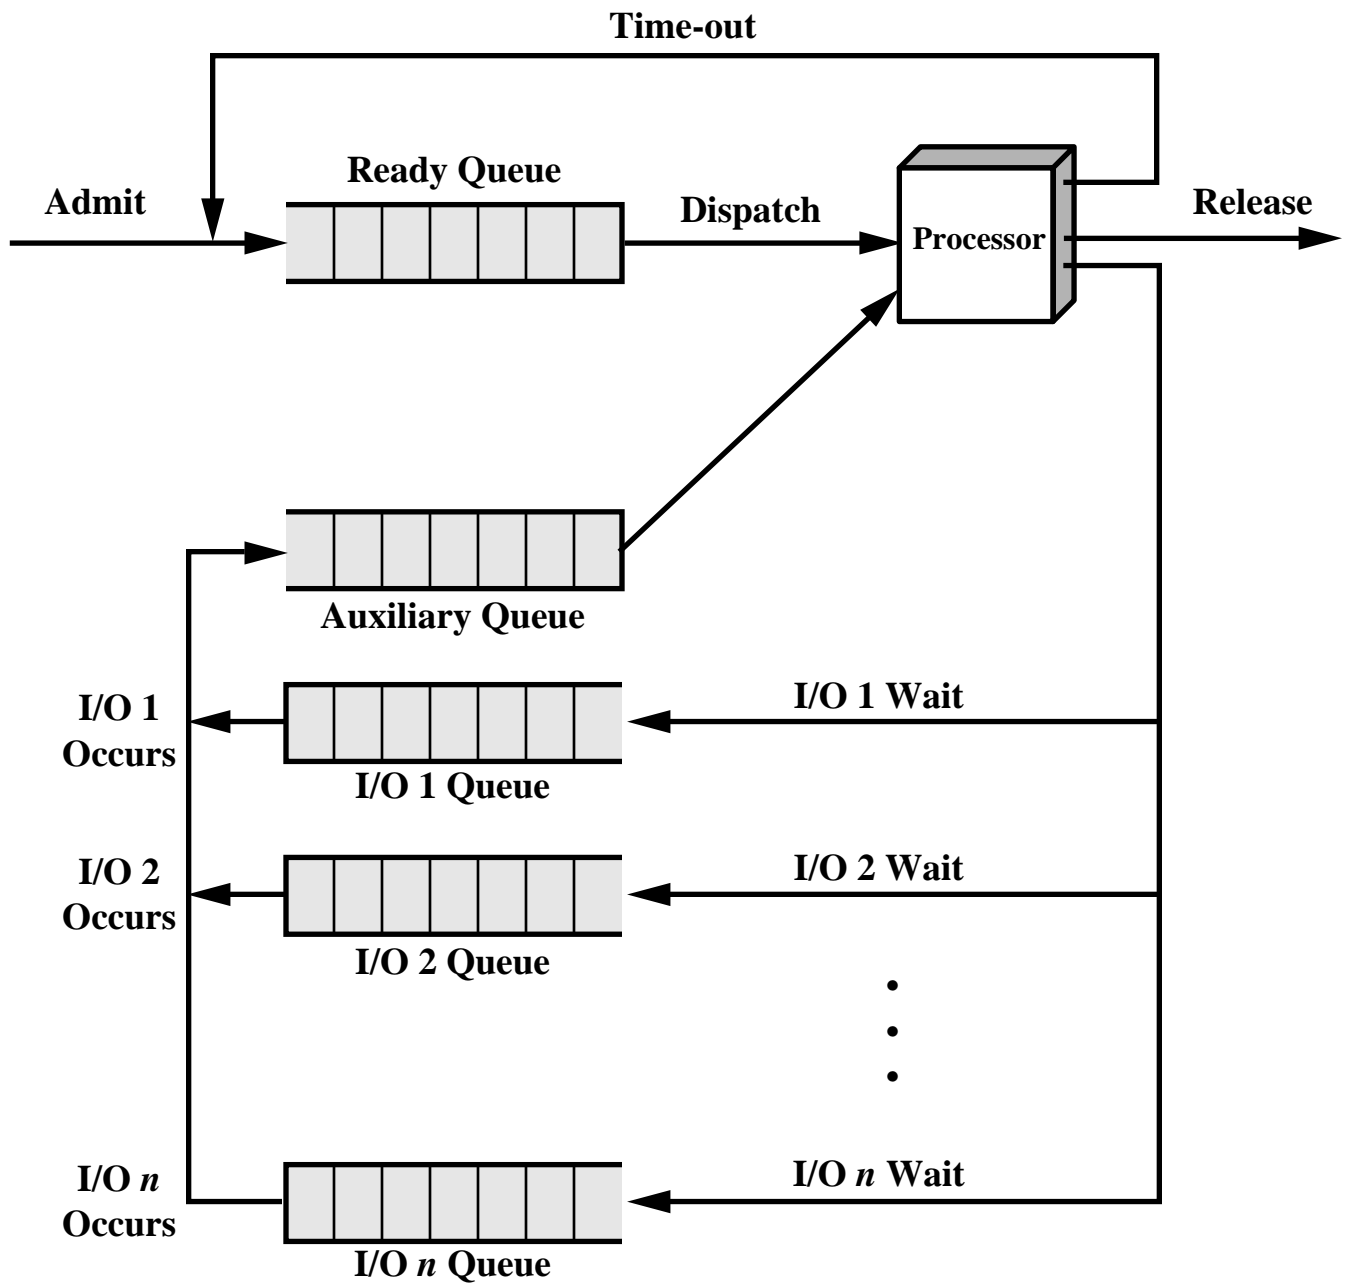 Time-out
Ready Queue
Admit
Dispatch
Release
Processor
Auxiliary Queue
I/O 1
Occurs
I/O 1 Wait
I/O 1 Queue
I/O 2
Occurs
I/O 2 Wait
I/O 2 Queue
I/O n
Occurs
I/O n Wait
I/O n Queue